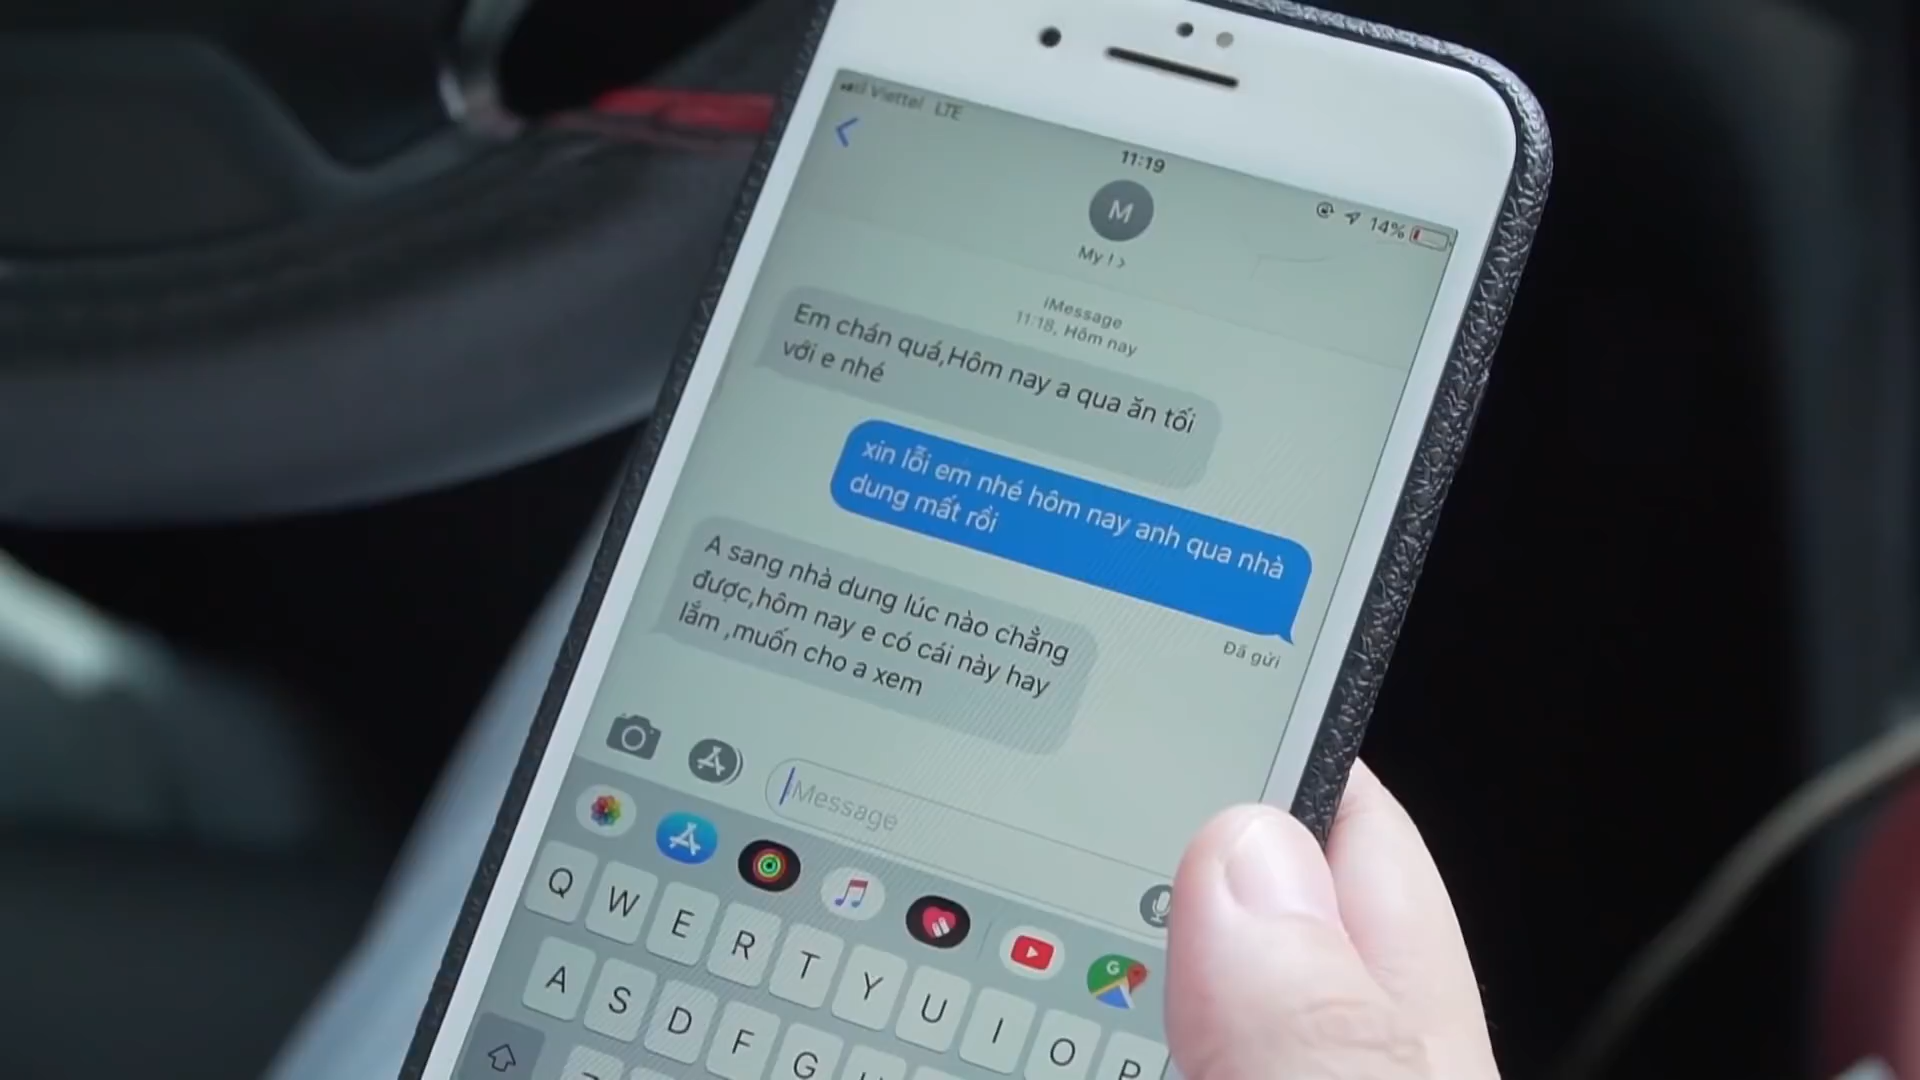 Viettel LTE
11:19
14%
M
My ! >
iMessage
11:18, Hôm nay
Em chán quá,Hôm nay a qua ăn tối
với e nhé
xin lỗi em nhé hôm nay anh qua nhà
dung mất rồi
Đã gửi
A sang nhà dung lúc nào chẳng
được,hôm nay e có cái này hay
lắm ,muốn cho a xem
iMessage
G
Q W E R T Y U I O P
A S D F G